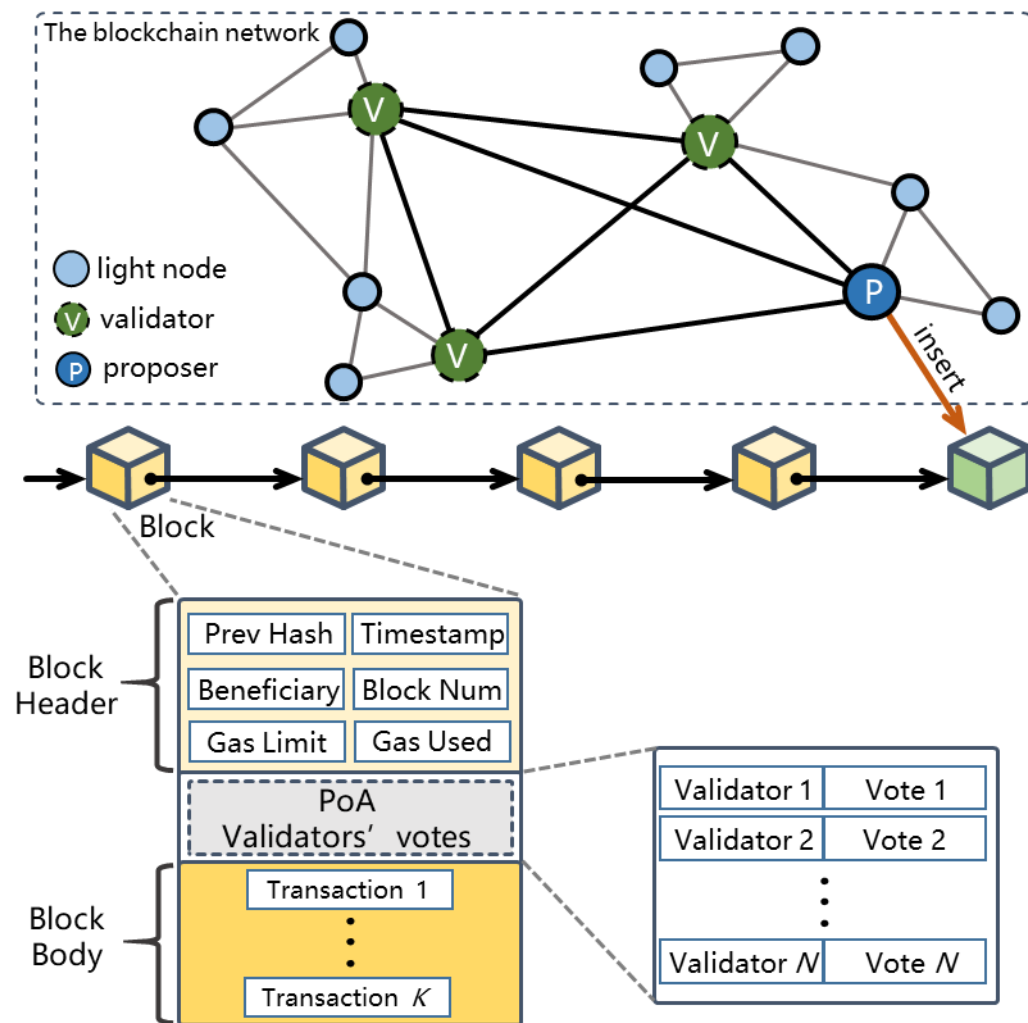 The blockchain network
V
V
V
P
light node
V validator
P proposer
insert
Block
Block
Header
Prev Hash
Timestamp
Beneficiary
Block Num
Gas Limit
Gas Used
PoA
Validators' votes
Validator 1
Vote 1
Validator 2
Vote 2
Validator N
Vote N
Block
Body
Transaction 1
Transaction K